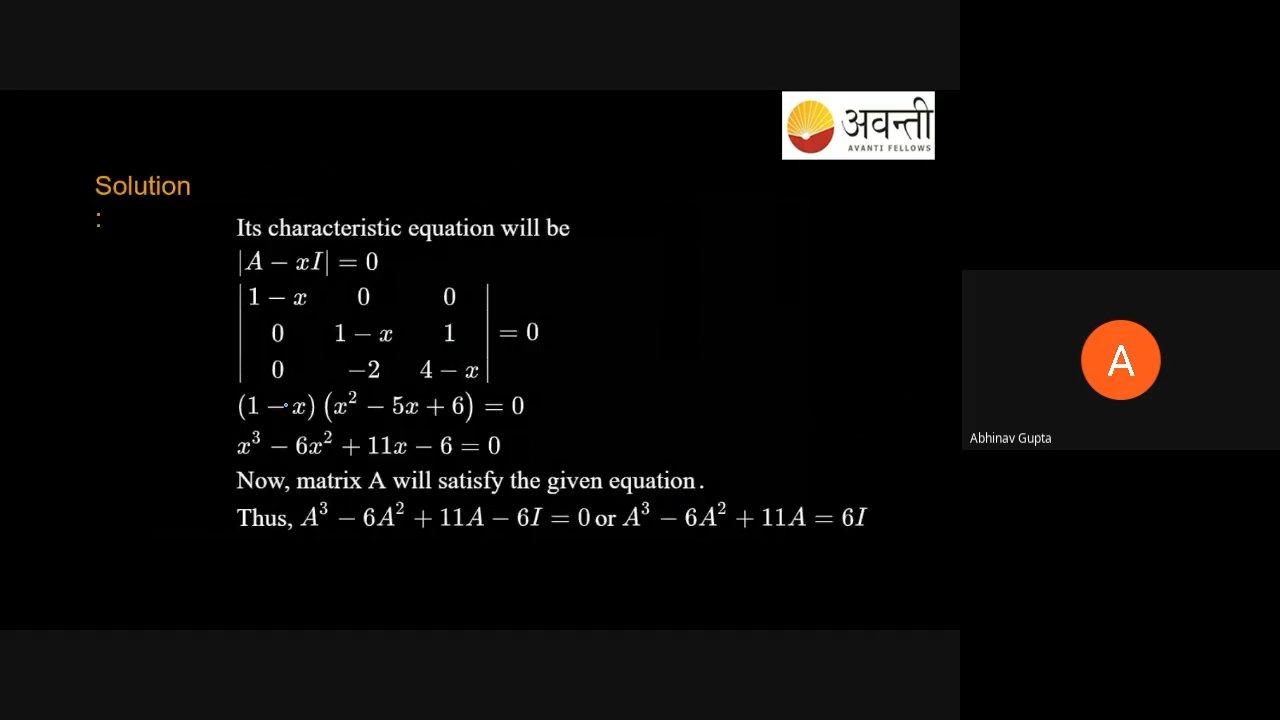 अवन्ती
AVANTI FELLOWS
Solution
:
Its characteristic equation will be
|A − xI| = 0
| 1 − x 0 0 |
| 0 1 − x 1 | = 0
| 0 −2 4 − x |
(1 − x) (x² − 5x + 6) = 0
x³ − 6x² + 11x − 6 = 0
Now, matrix A will satisfy the given equation.
Thus, A³ − 6A² + 11A − 6I = 0 or A³ − 6A² + 11A = 6I
A
Abhinav Gupta